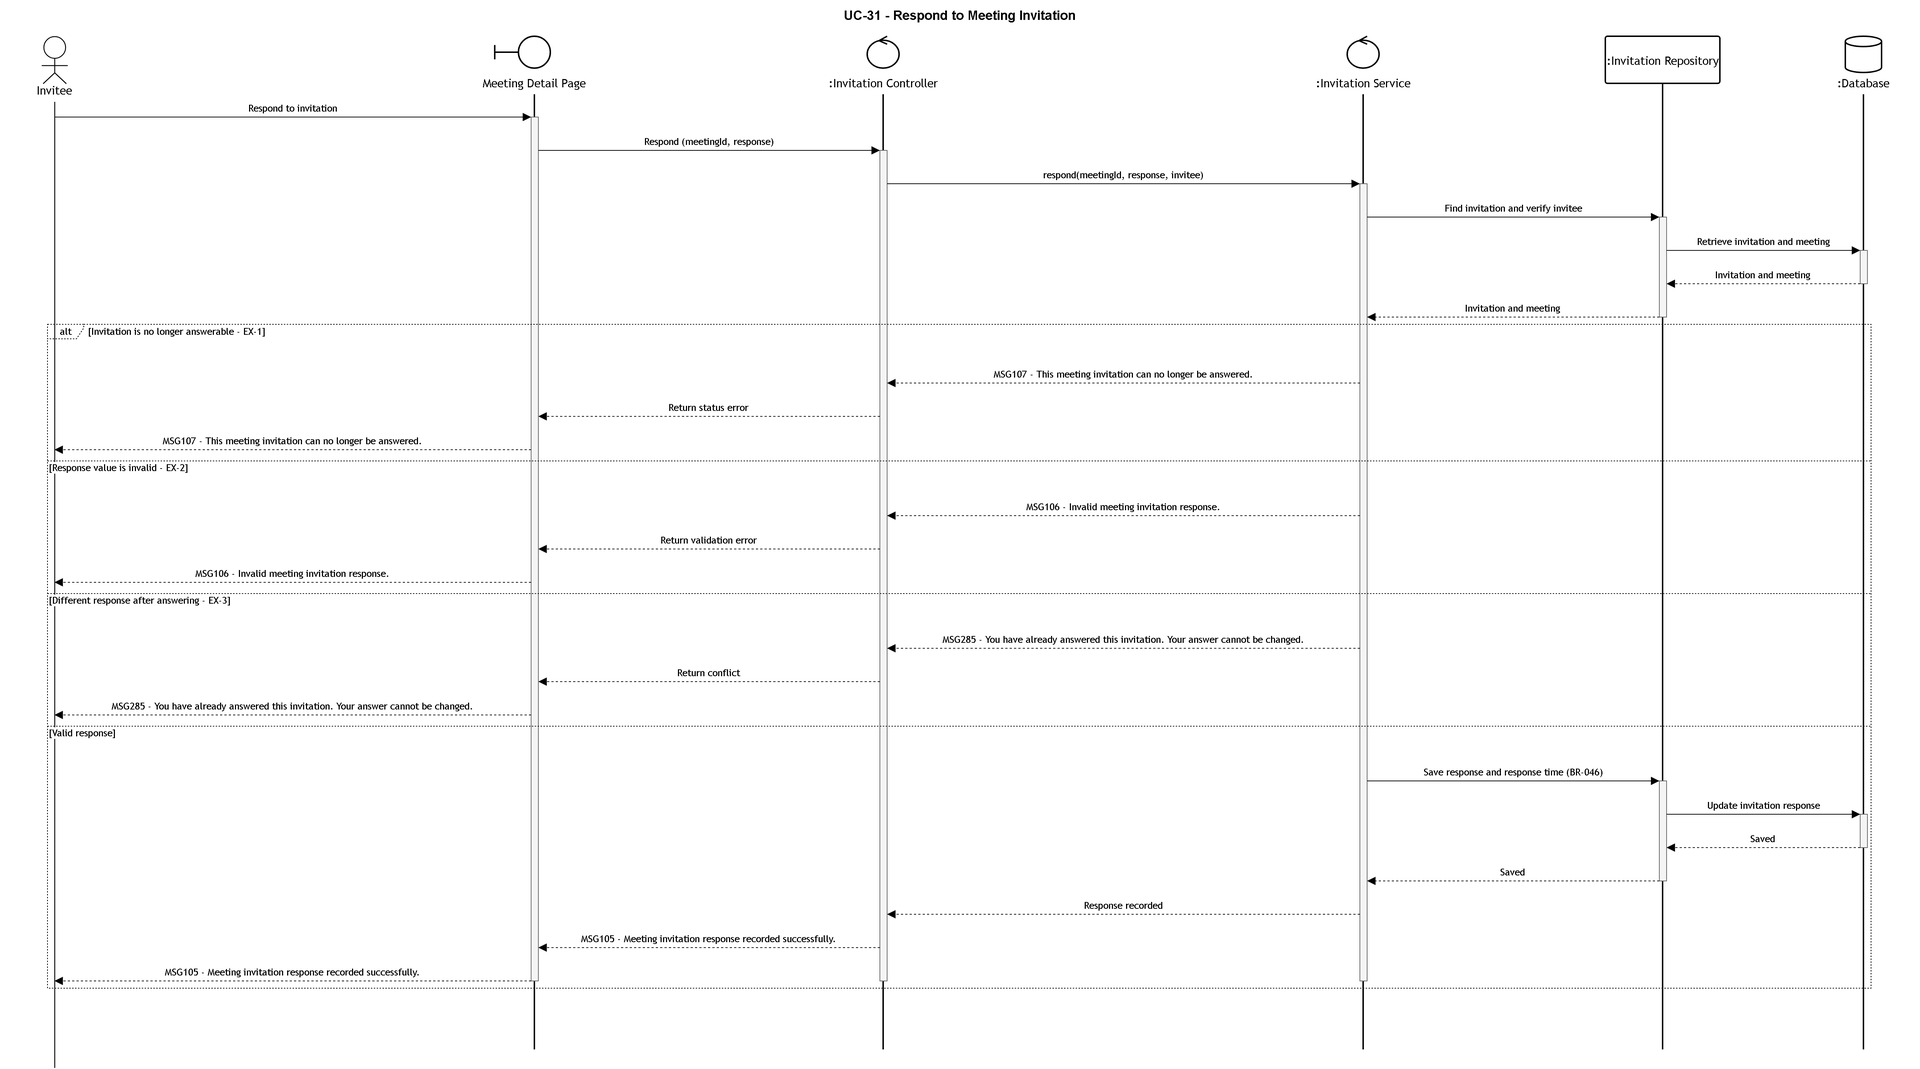 UC-31 - Respond to Meeting Invitation
Invitee
Meeting Detail Page
:Invitation Controller
:Invitation Service
:Invitation Repository
:Database
Respond to invitation
Respond (meetingId, response)
respond(meetingId, response, invitee)
Find invitation and verify invitee
Retrieve invitation and meeting
Invitation and meeting
Invitation and meeting
alt
[Invitation is no longer answerable - EX-1]
MSG107 - This meeting invitation can no longer be answered.
Return status error
MSG107 - This meeting invitation can no longer be answered.
[Response value is invalid - EX-2]
MSG106 - Invalid meeting invitation response.
Return validation error
MSG106 - Invalid meeting invitation response.
[Different response after answering - EX-3]
MSG285 - You have already answered this invitation. Your answer cannot be changed.
Return conflict
MSG285 - You have already answered this invitation. Your answer cannot be changed.
[Valid response]
Save response and response time (BR-046)
Update invitation response
Saved
Saved
Response recorded
MSG105 - Meeting invitation response recorded successfully.
MSG105 - Meeting invitation response recorded successfully.